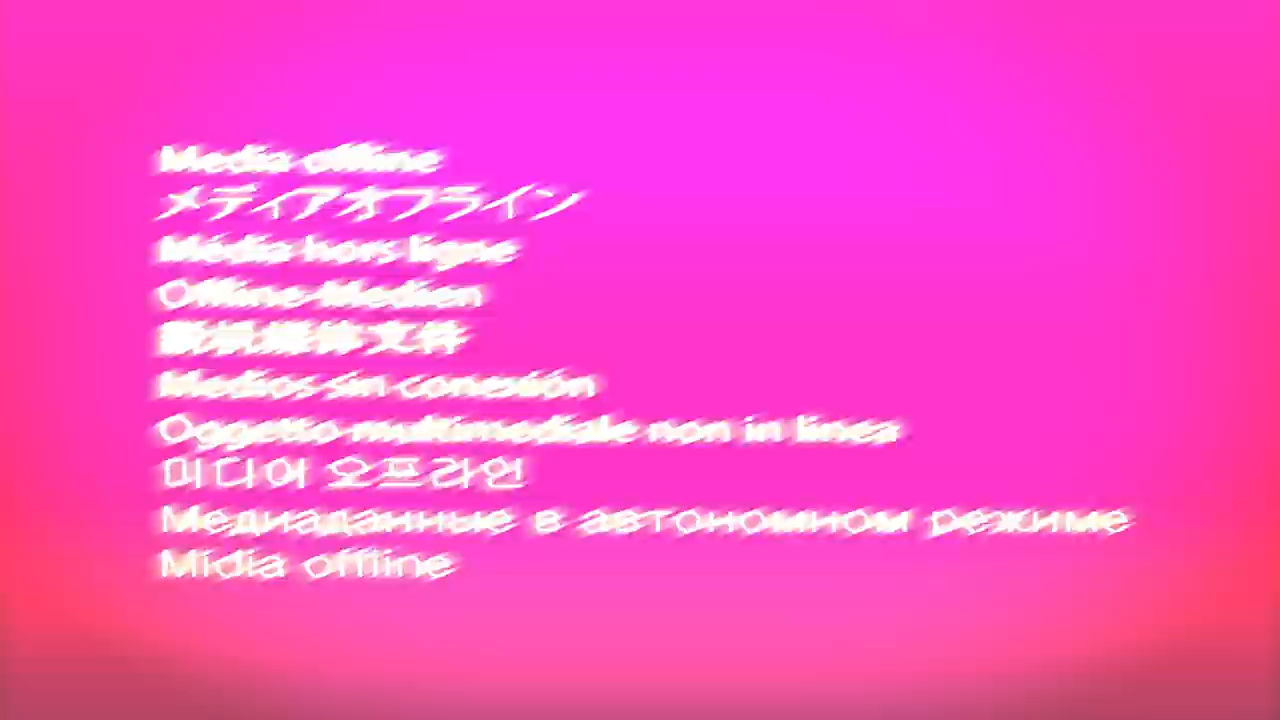 Media offline
メディアオフライン
Média hors ligne
Offline-Medien
脱机媒体文件
Medios sin conexión
Oggetto multimediale non in linea
미디어 오프라인
Медиаданные в автономном режиме
Mídia offline